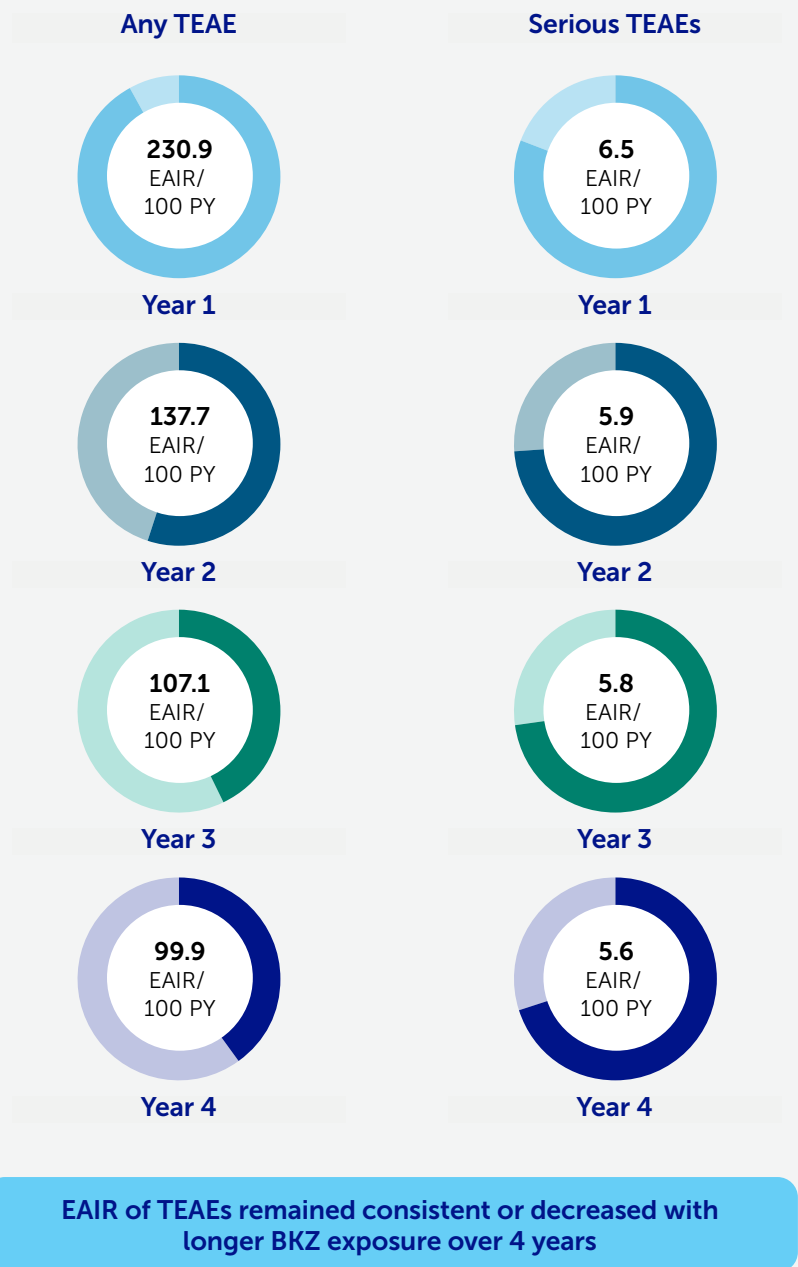 Any TEAE
Serious TEAEs
230.9
EAIR/
100 PY
6.5
EAIR/
100 PY
Year 1
Year 1
137.7
EAIR/
100 PY
5.9
EAIR/
100 PY
Year 2
Year 2
107.1
EAIR/
100 PY
5.8
EAIR/
100 PY
Year 3
Year 3
99.9
EAIR/
100 PY
5.6
EAIR/
100 PY
Year 4
Year 4
EAIR of TEAEs remained consistent or decreased with
longer BKZ exposure over 4 years